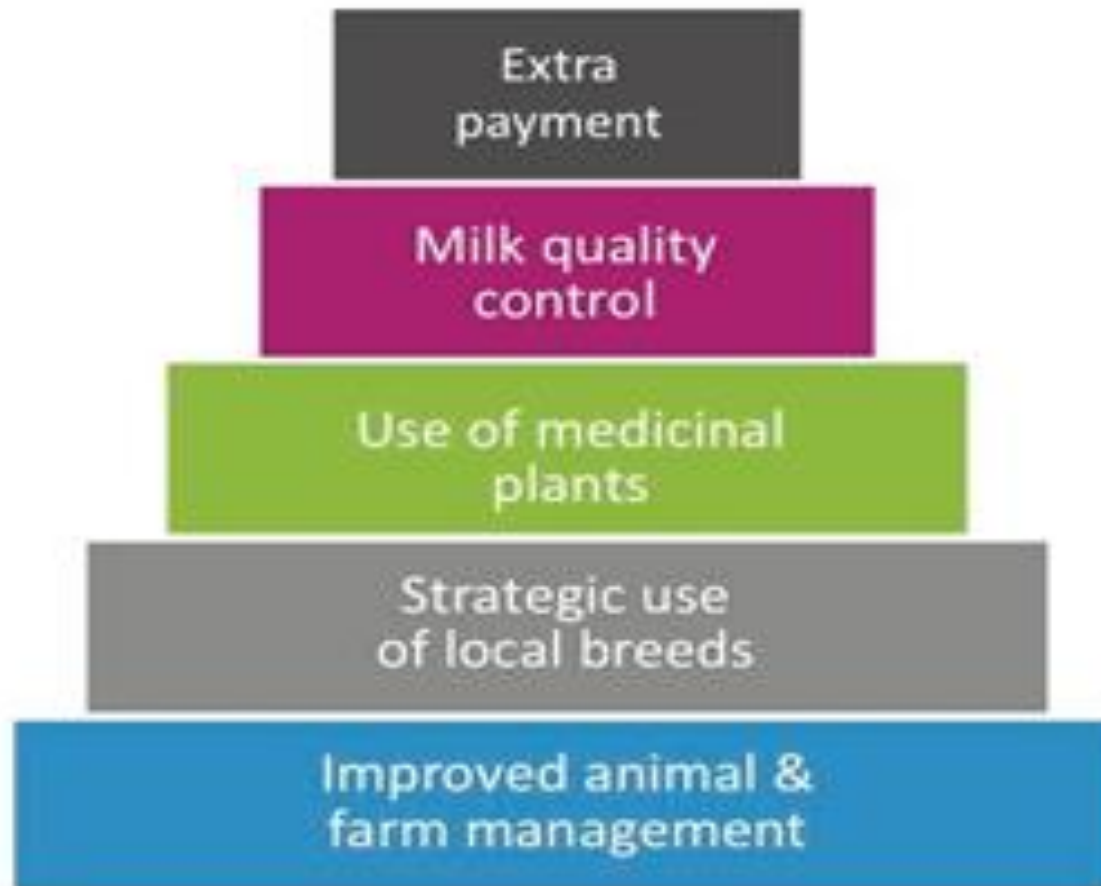 Extra
payment
Milk quality
control
Use of medicinal
plants
Strategic use
of local breeds
Improved animal &
farm management